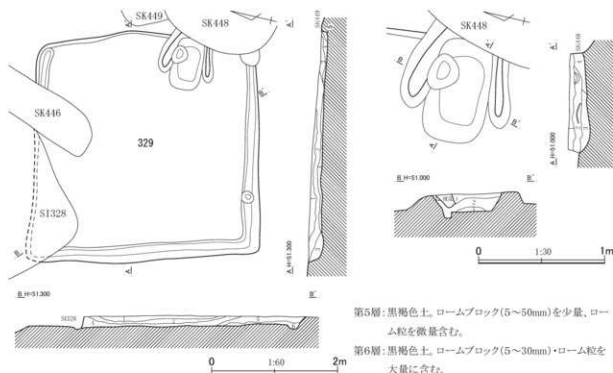 SK449
SK448
SK446
329
SI328
A
A'
SK449
A H=51.300
B
B'
B H=51.300
B'
SI328
0
1:60
2m
SK448
A'
B
B'
A
A'
SK448
A H=51.000
B H=51.000
B'
0
1:30
1m
第5層：黒褐色土。ロームブロック（5～50mm）を少量、ロー
ム粒を微量含む。
第6層：黒褐色土。ロームブロック（5～30mm）・ローム粒を
大量に含む。